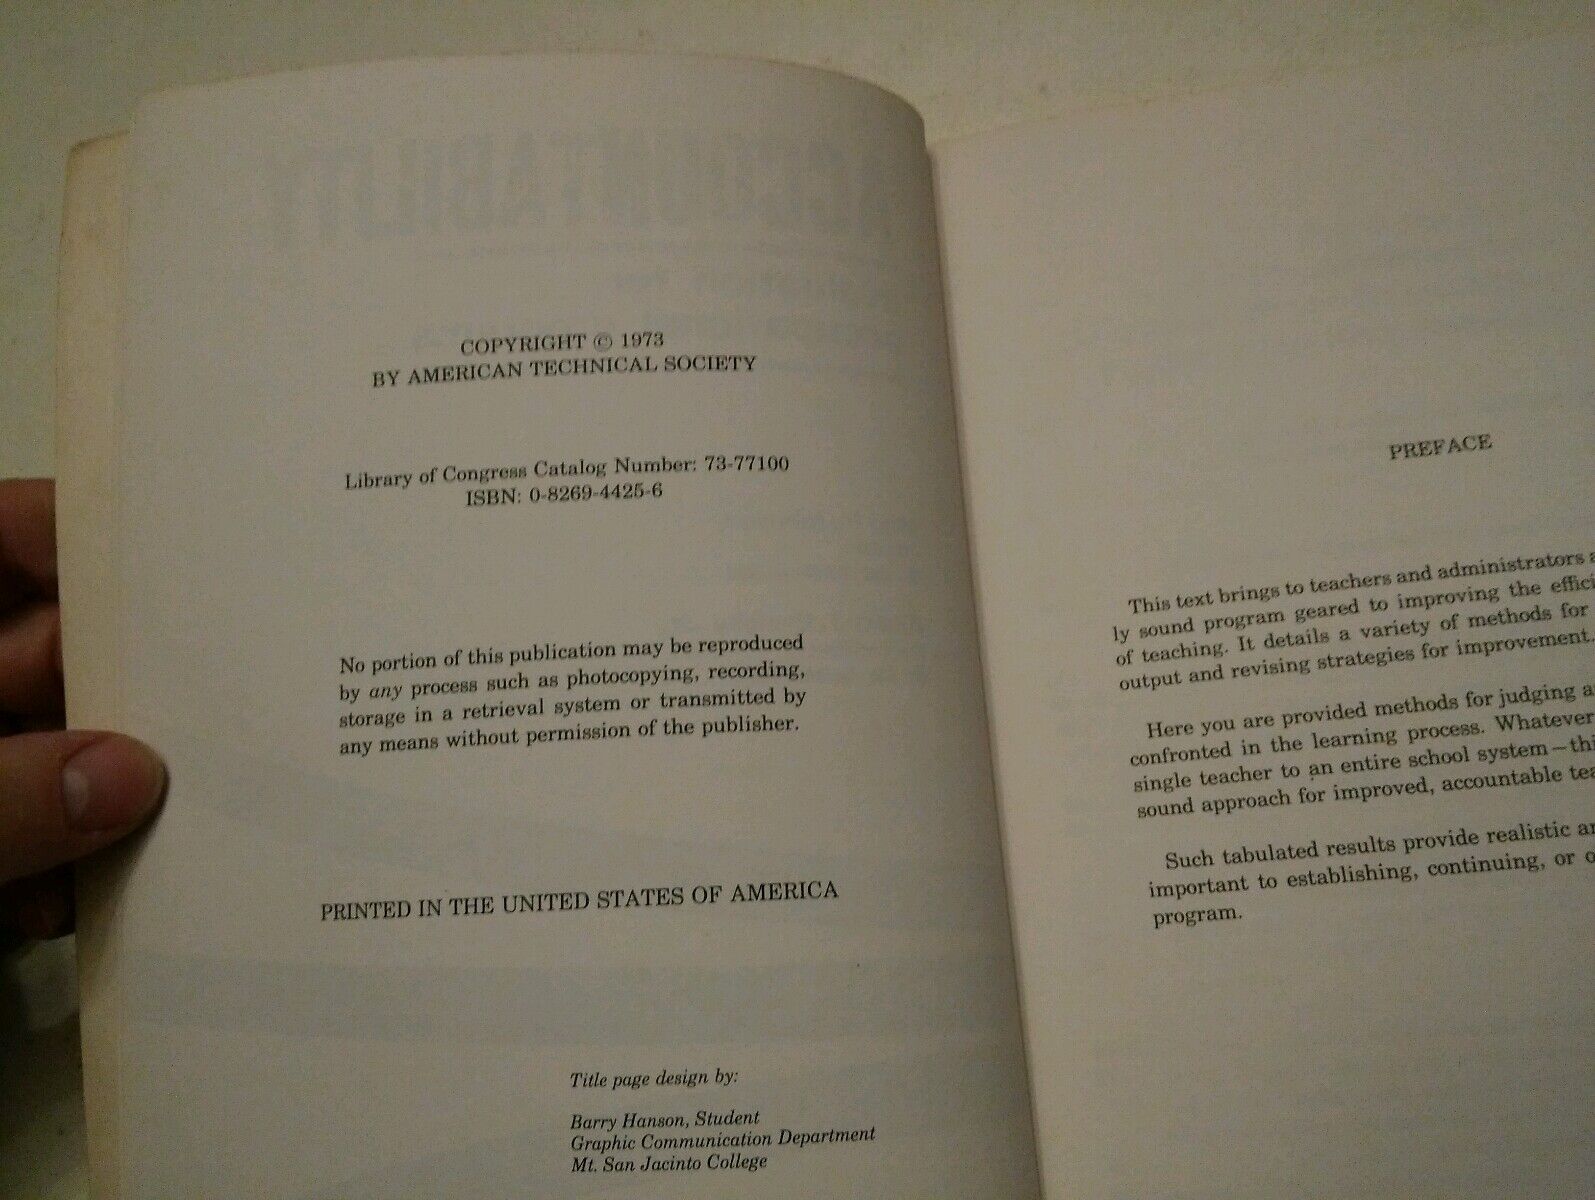 COPYRIGHT © 1973
BY AMERICAN TECHNICAL SOCIETY
Library of Congress Catalog Number: 73-77100
ISBN: 0-8269-4425-6
No portion of this publication may be reproduced
by any process such as photocopying, recording,
storage in a retrieval system or transmitted by
any means without permission of the publisher.
PRINTED IN THE UNITED STATES OF AMERICA
Title page design by:
Barry Hanson, Student
Graphic Communication Department
Mt. San Jacinto College
PREFACE
This text brings to teachers and administrators
ly sound program geared to improving the
of teaching. It details a variety of methods for
output and revising strategies for improvement.
Here you are provided methods for judging
confronted in the learning process. Whatever
single teacher to an entire school system—
sound approach for improved, accountable
Such tabulated results provide realistic
important to establishing, continuing, or
program.